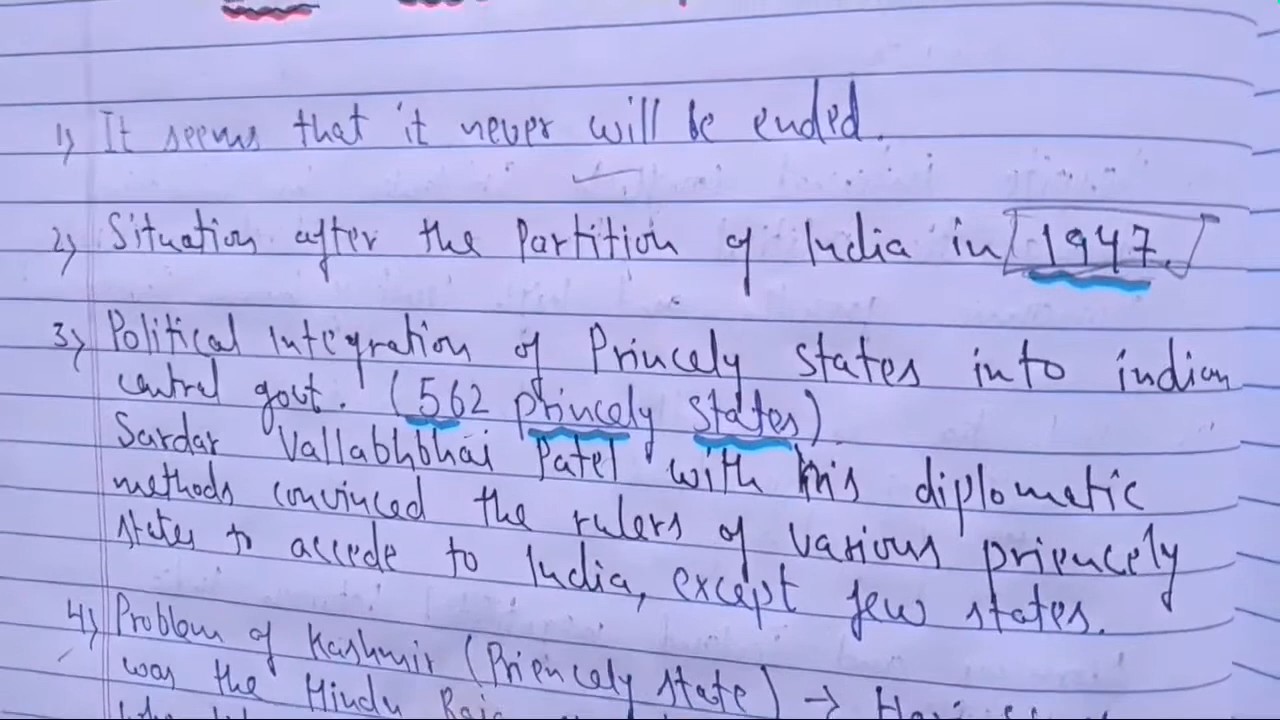 1) It seems that it never will be ended.
2) Situation after the Partition of India in 1947.
3) Political Integration of Princely states into indian
central govt. (562 princely states)
Sardar Vallabhbhai Patel with his diplomatic
methods convinced the rulers of various priencely
states to accede to India, except few states.
4) Problem of Kashmir (Priencely state) →
was the Hindu Raja